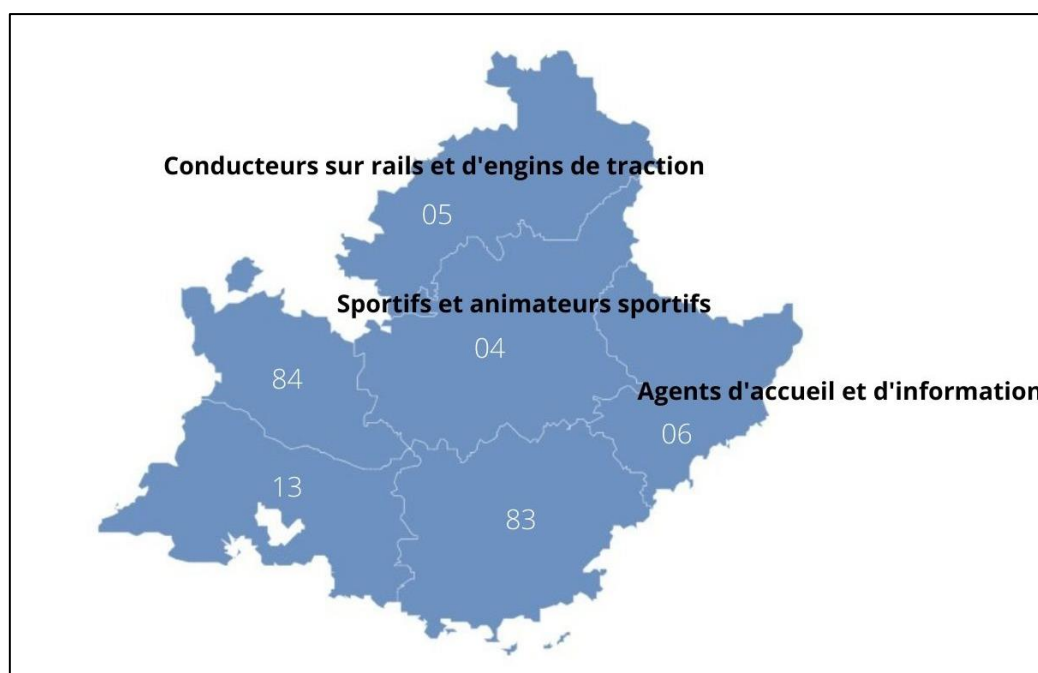 Conducteurs sur rails et d'engins de traction
05
Sportifs et animateurs sportifs
04
84
Agents d'accueil et d'information
06
13
83